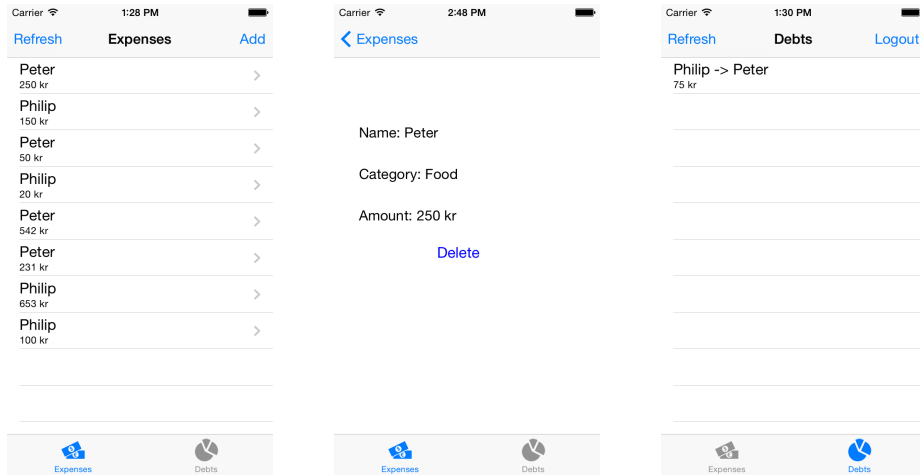 Carrier 1:28 PM
Refresh Expenses Add
Peter
250 kr
Philip
150 kr
Peter
50 kr
Philip
20 kr
Peter
542 kr
Peter
231 kr
Philip
653 kr
Philip
100 kr
Expenses Debts
Carrier 2:48 PM
Expenses
Name: Peter
Category: Food
Amount: 250 kr
Delete
Expenses Debts
Carrier 1:30 PM
Refresh Debts Logout
Philip -> Peter
75 kr
Expenses Debts